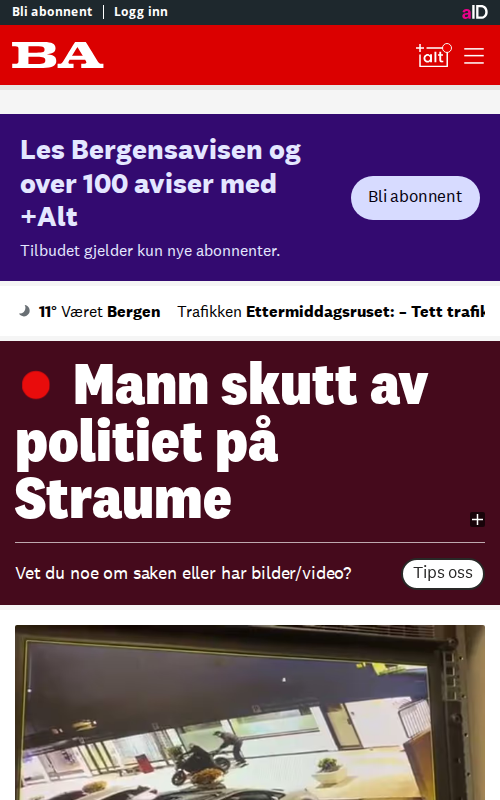 Bli abonnent | Logg inn
aID
BA
+alt
Les Bergensavisen og
over 100 aviser med
+Alt
Bli abonnent
Tilbudet gjelder kun nye abonnenter.
11° Været Bergen Trafikken Ettermiddagsruset: – Tett trafik
Mann skutt av
politiet på
Straume
+
Vet du noe om saken eller har bilder/video?
Tips oss